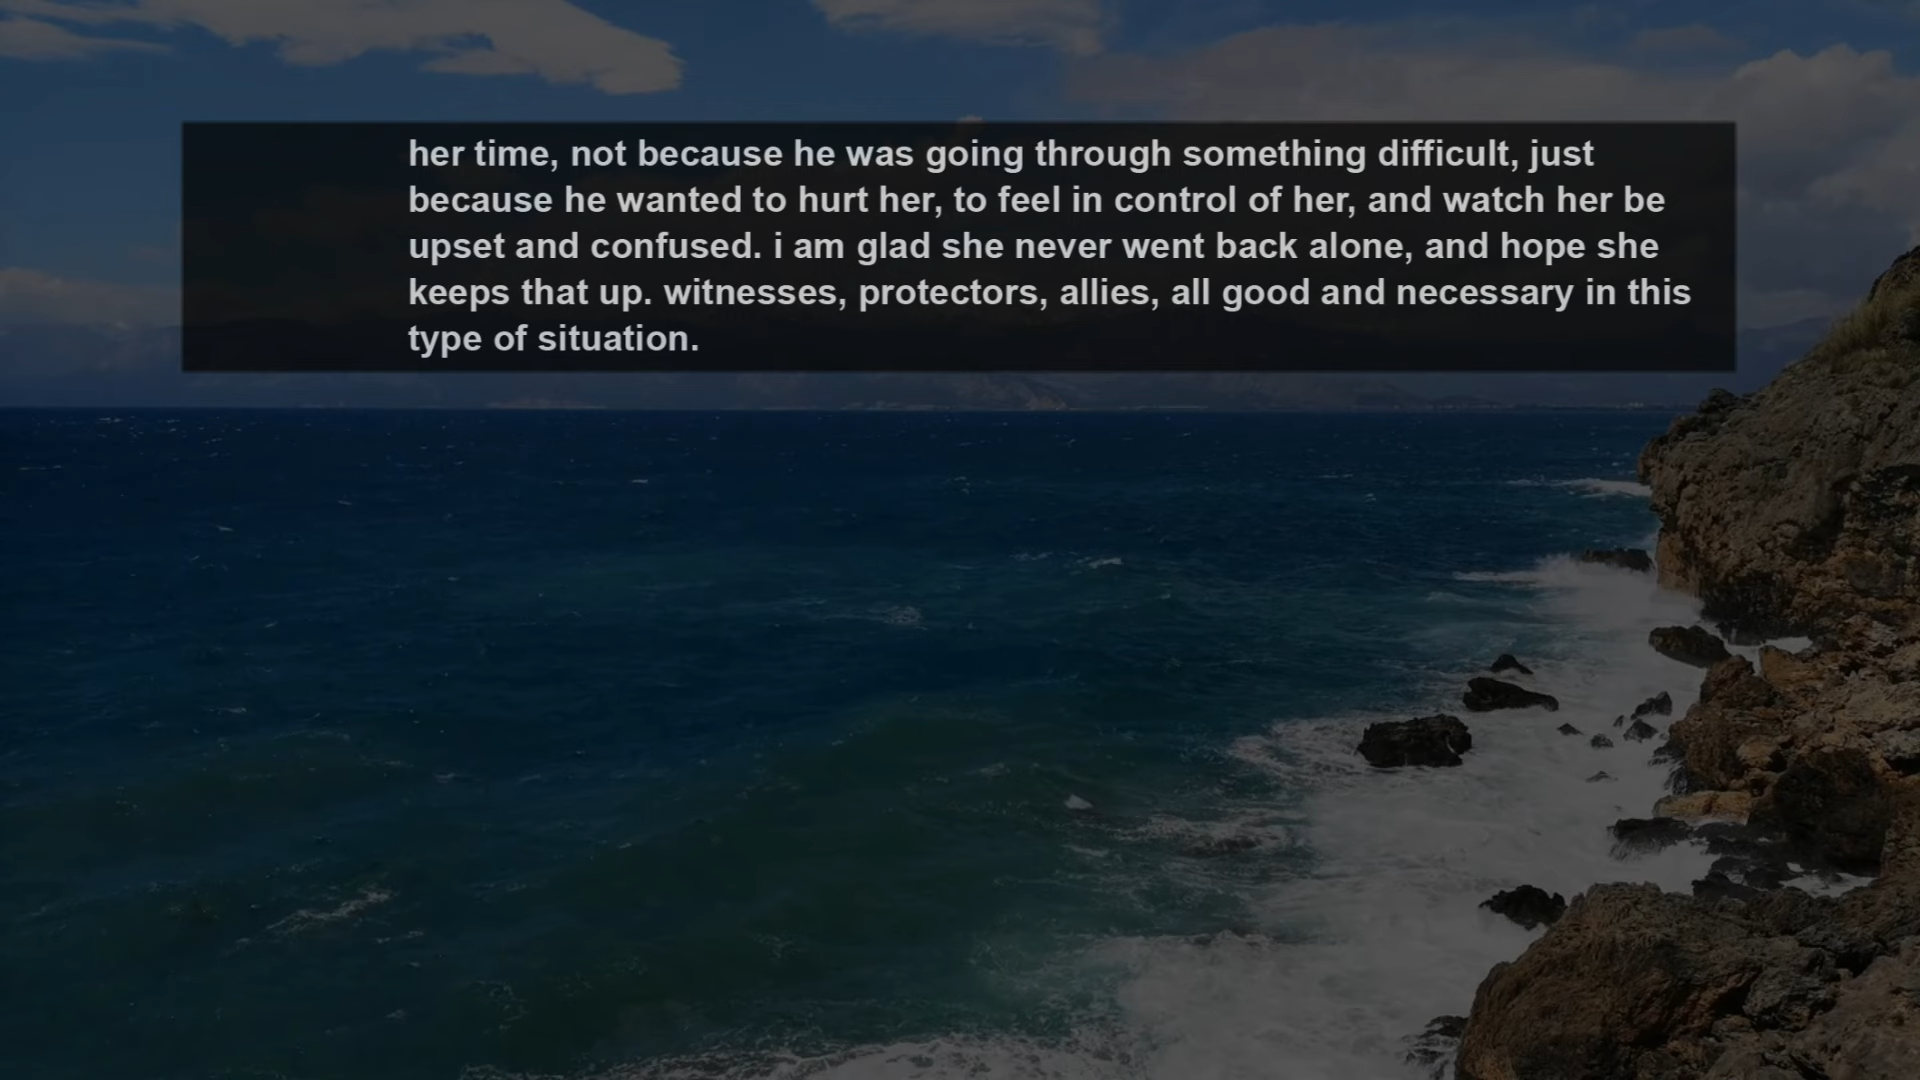 her time, not because he was going through something difficult, just
because he wanted to hurt her, to feel in control of her, and watch her be
upset and confused. i am glad she never went back alone, and hope she
keeps that up. witnesses, protectors, allies, all good and necessary in this
type of situation.